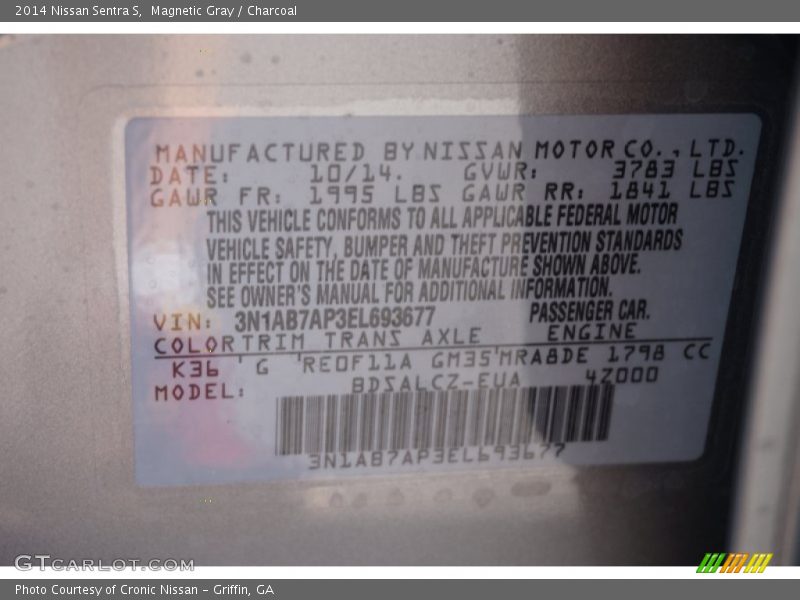 2014 Nissan Sentra S, Magnetic Gray / Charcoal
MANUFACTURED BY NISSAN MOTOR CO., LTD.
DATE: 10/14. GVWR: 3783 LBS
GAWR FR: 1995 LBS GAWR RR: 1841 LBS
THIS VEHICLE CONFORMS TO ALL APPLICABLE FEDERAL MOTOR
VEHICLE SAFETY, BUMPER AND THEFT PREVENTION STANDARDS
IN EFFECT ON THE DATE OF MANUFACTURE SHOWN ABOVE.
SEE OWNER'S MANUAL FOR ADDITIONAL INFORMATION.
VIN: 3N1AB7AP3EL693677 PASSENGER CAR.
COLOR TRIM TRANS AXLE ENGINE
K36 'G 'RE0F11A GM35'MRA8DE 1798 CC
MODEL: BDSALCZ-EUA 4Z000
3N1AB7AP3EL693677
GTCARLOT.COM
Photo Courtesy of Cronic Nissan – Griffin, GA